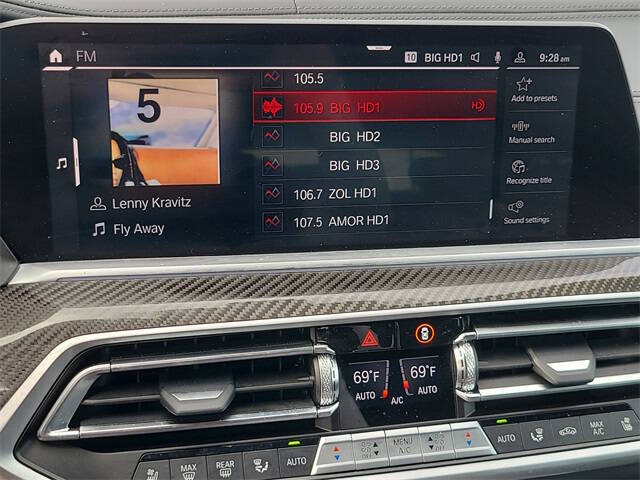 FM
10 BIG HD1 9:28 am
5
105.5
105.9 BIG HD1
BIG HD2
BIG HD3
106.7 ZOL HD1
107.5 AMOR HD1
Lenny Kravitz
Fly Away
Add to presets
Manual search
Recognize title
Sound settings
69°F
AUTO
A/C
69°F
AUTO
MAX
REAR
AUTO
MENU
A/C
OFF
OFF
AUTO
MAX
A/C